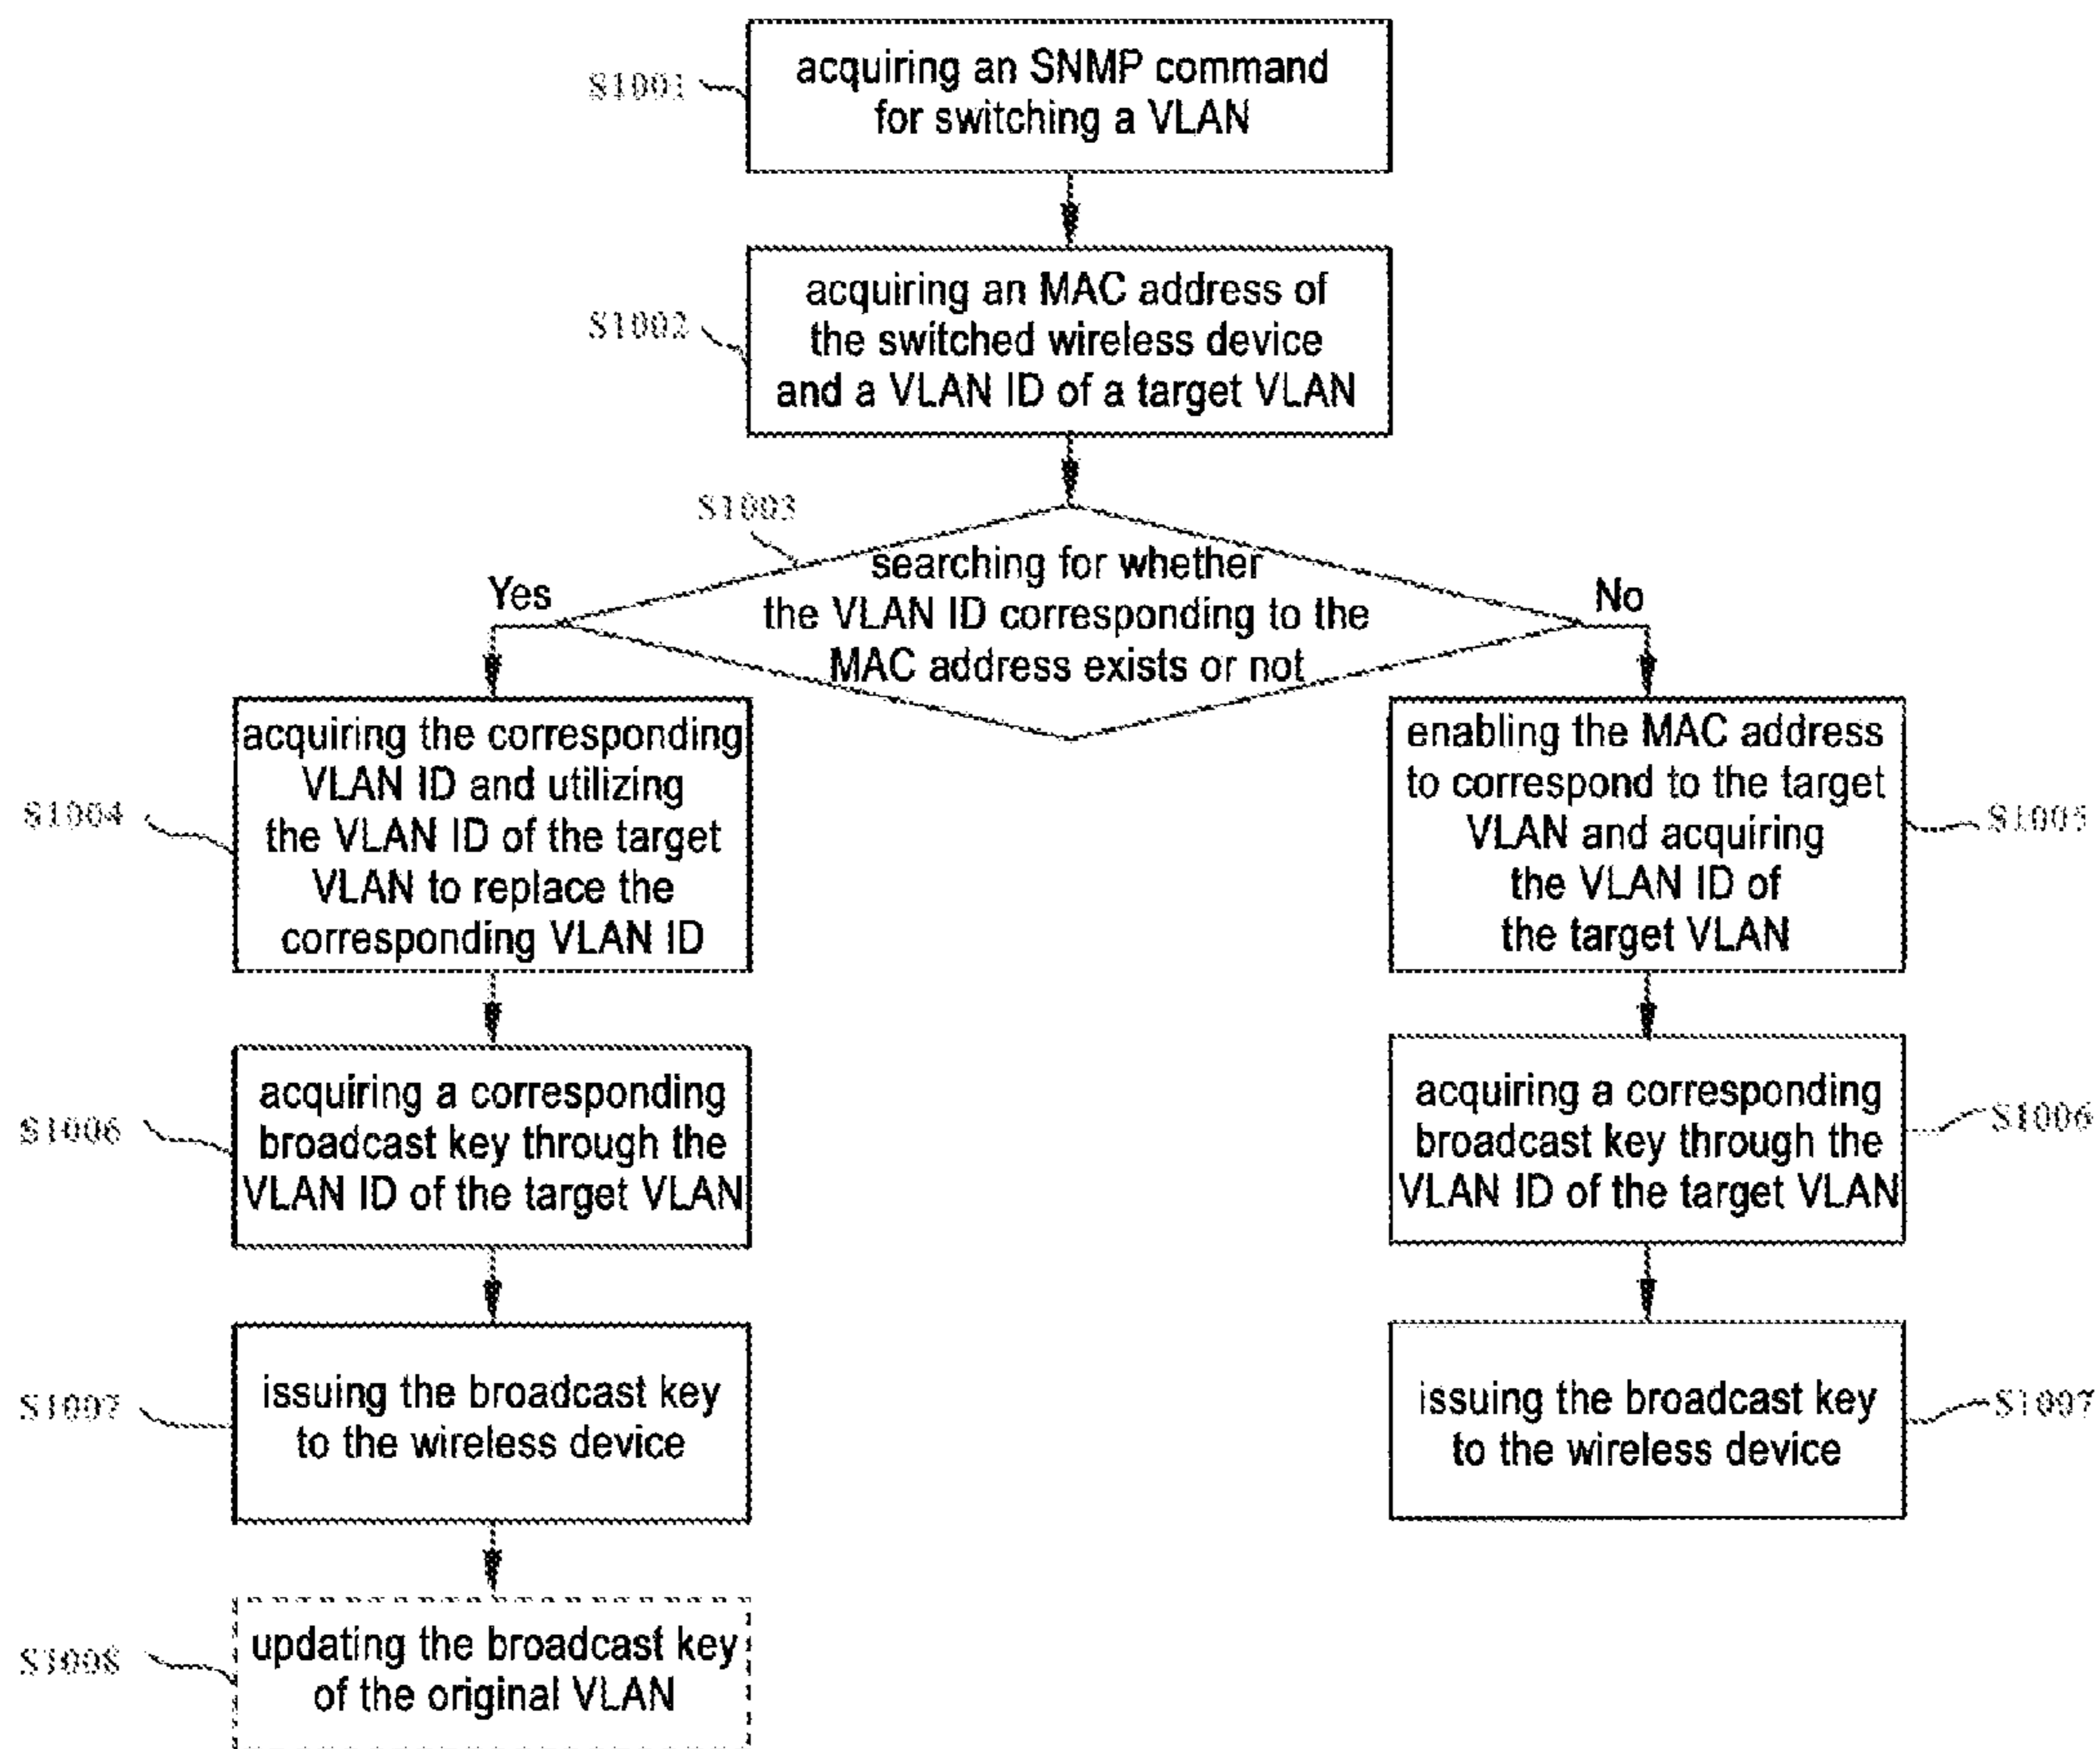 S1001
acquiring an SNMP command
for switching a VLAN
S1002
acquiring an MAC address of
the switched wireless device
and a VLAN ID of a target VLAN
S1003
searching for whether
the VLAN ID corresponding to the
MAC address exists or not
Yes
No
S1004
acquiring the corresponding
VLAN ID and utilizing
the VLAN ID of the target
VLAN to replace the
corresponding VLAN ID
enabling the MAC address
to correspond to the target
VLAN and acquiring
the VLAN ID of
the target VLAN
S1005
S1006
acquiring a corresponding
broadcast key through the
VLAN ID of the target VLAN
acquiring a corresponding
broadcast key through the
VLAN ID of the target VLAN
S1006
S1007
issuing the broadcast key
to the wireless device
issuing the broadcast key
to the wireless device
S1007
S1008
updating the broadcast key
of the original VLAN